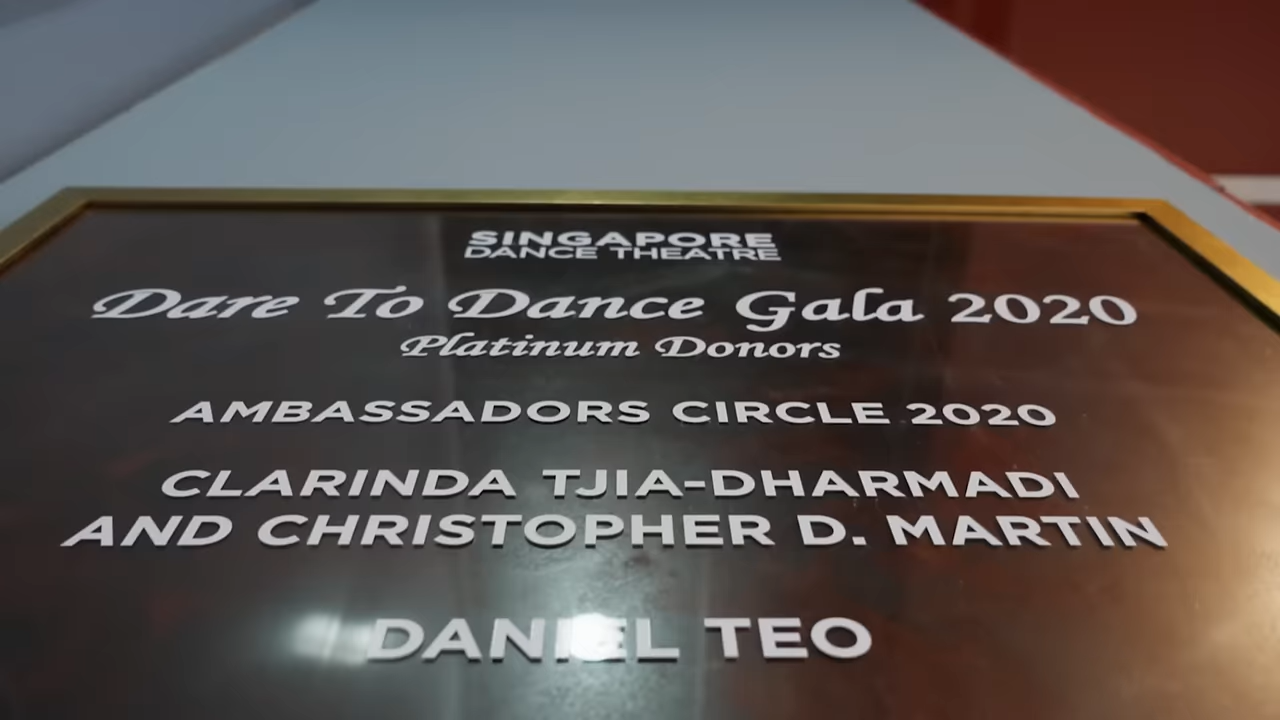 SINGAPORE
DANCE THEATRE
Dare To Dance Gala 2020
Platinum Donors
AMBASSADORS CIRCLE 2020
CLARINDA TJIA-DHARMADI
AND CHRISTOPHER D. MARTIN
DANIEL TEO